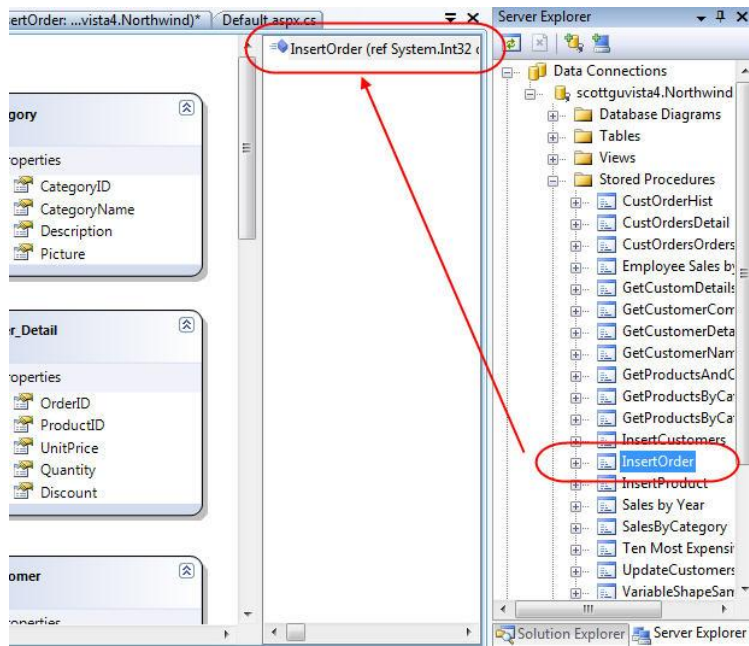 ertOrder: ...vista4.Northwind)*
Default.aspx.cs
InsertOrder (ref System.Int32
gory
roperties
CategoryID
CategoryName
Description
Picture
r_Detail
roperties
OrderID
ProductID
UnitPrice
Quantity
Discount
omer
roperties
Server Explorer
Data Connections
scottguvista4.Northwind
Database Diagrams
Tables
Views
Stored Procedures
CustOrderHist
CustOrdersDetail
CustOrdersOrders
Employee Sales by
GetCustomDetails
GetCustomerCom
GetCustomerDeta
GetCustomerNam
GetProductsAndC
GetProductsByCa
GetProductsByCa
InsertCustomers
InsertOrder
InsertProduct
Sales by Year
SalesByCategory
Ten Most Expensi
UpdateCustomers
VariableShapeSam
Solution Explorer
Server Explorer